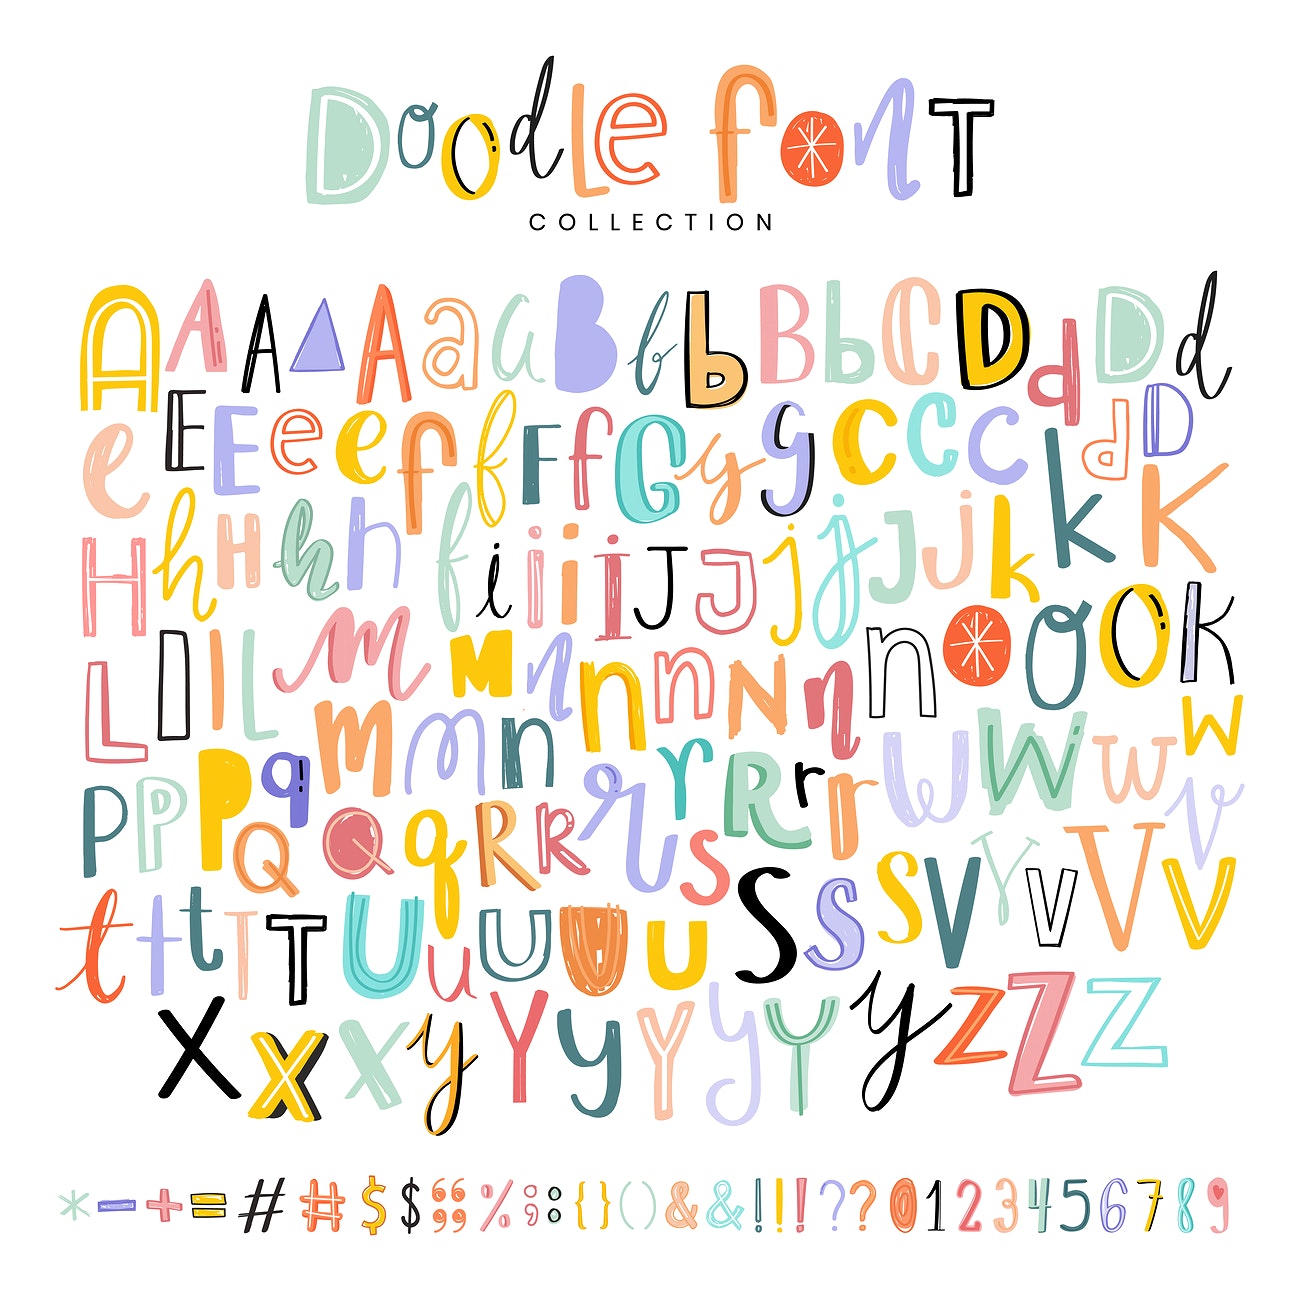 Doodle fonT
COLLECTION
A A A A A a a B b b B b C D d D d
e E E e e f f F f G g g C C C d D
H h H h h f i i i I J J j j J j k k K
L l l l m M n n n N n n O O O K
P P P q m m n r r R r r w W w w
Q Q q R R s S s s v v v V V v
t t t T T U u U U u
X X X y Y y Y y Y y Z Z Z
* - + = # # $ $ “ ” % ; : { } ( ) & & ! ! ! ? ? 0 1 2 3 4 5 6 7 8 9